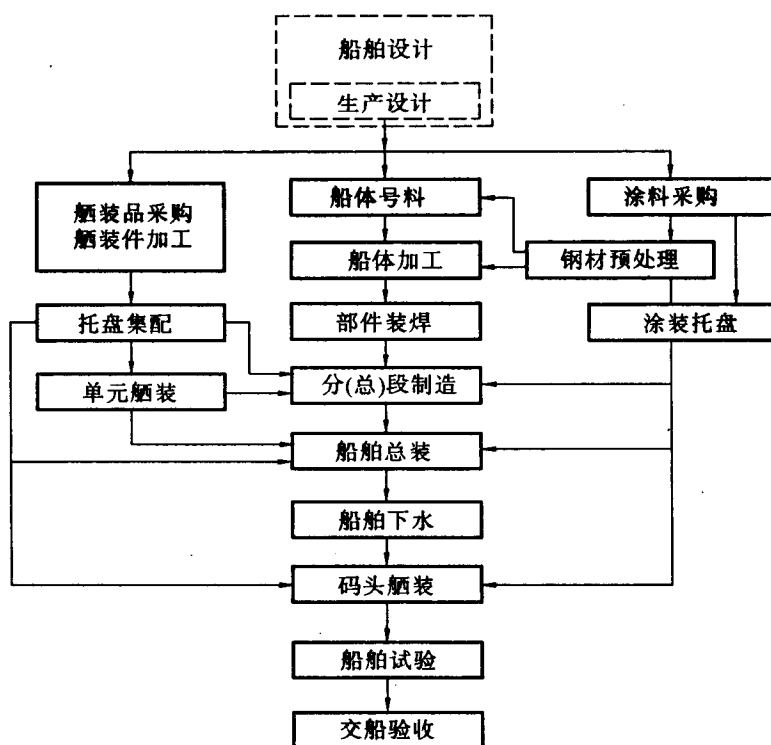 船舶设计
生产设计
舾装品采购
舾装件加工
船体号料
涂料采购
船体加工
钢材预处理
托盘集配
部件装焊
涂装托盘
单元舾装
分(总)段制造
船舶总装
船舶下水
码头舾装
船舶试验
交船验收